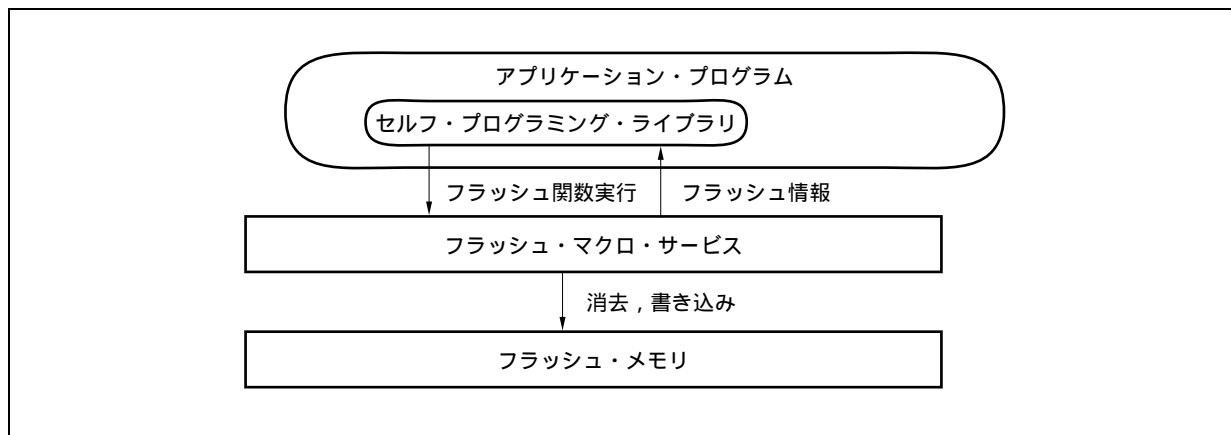 アプリケーション・プログラム
セルフ・プログラミング・ライブラリ
フラッシュ関数実行
フラッシュ情報
フラッシュ・マクロ・サービス
消去，書き込み
フラッシュ・メモリ